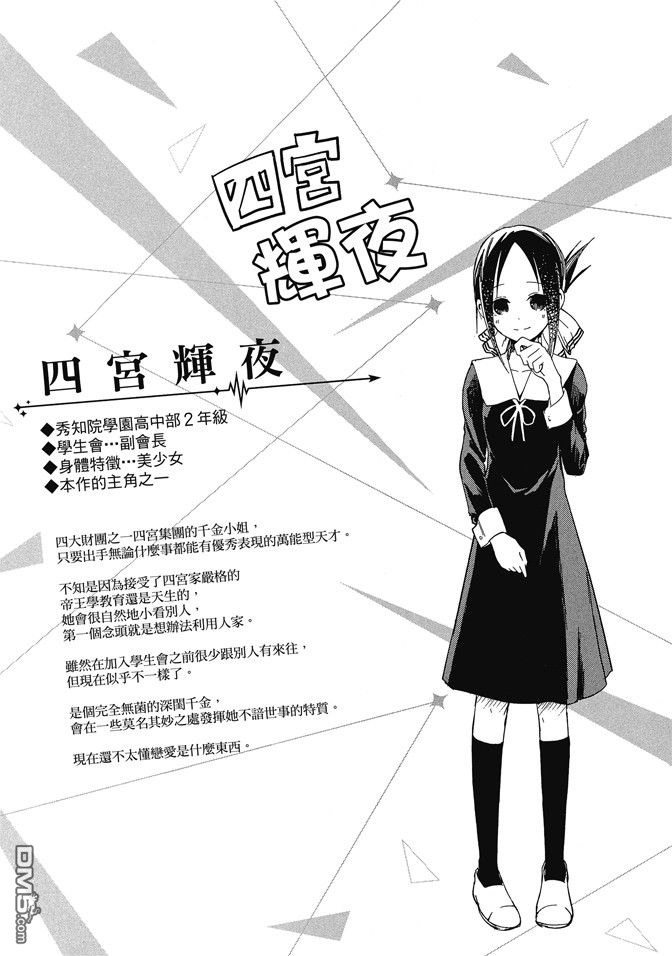 四宮
輝夜
四宮輝夜
◆秀知院學園高中部2年級
◆學生會…副會長
◆身體特徵…美少女
◆本作的主角之一
四大財團之一四宮集團的千金小姐，
只要出手無論什麼事都能有優秀表現的萬能型天才。
不知是因為接受了四宮家嚴格的
帝王學教育還是天生的，
她會很自然地小看別人，
第一個念頭就是想辦法利用人家。
雖然在加入學生會之前很少跟別人有來往，
但現在似乎不一樣了。
是個完全無菌的深閨千金，
會在一些莫名其妙之處發揮她不諳世事的特質。
現在還不太懂戀愛是什麼東西。
DM5
.com